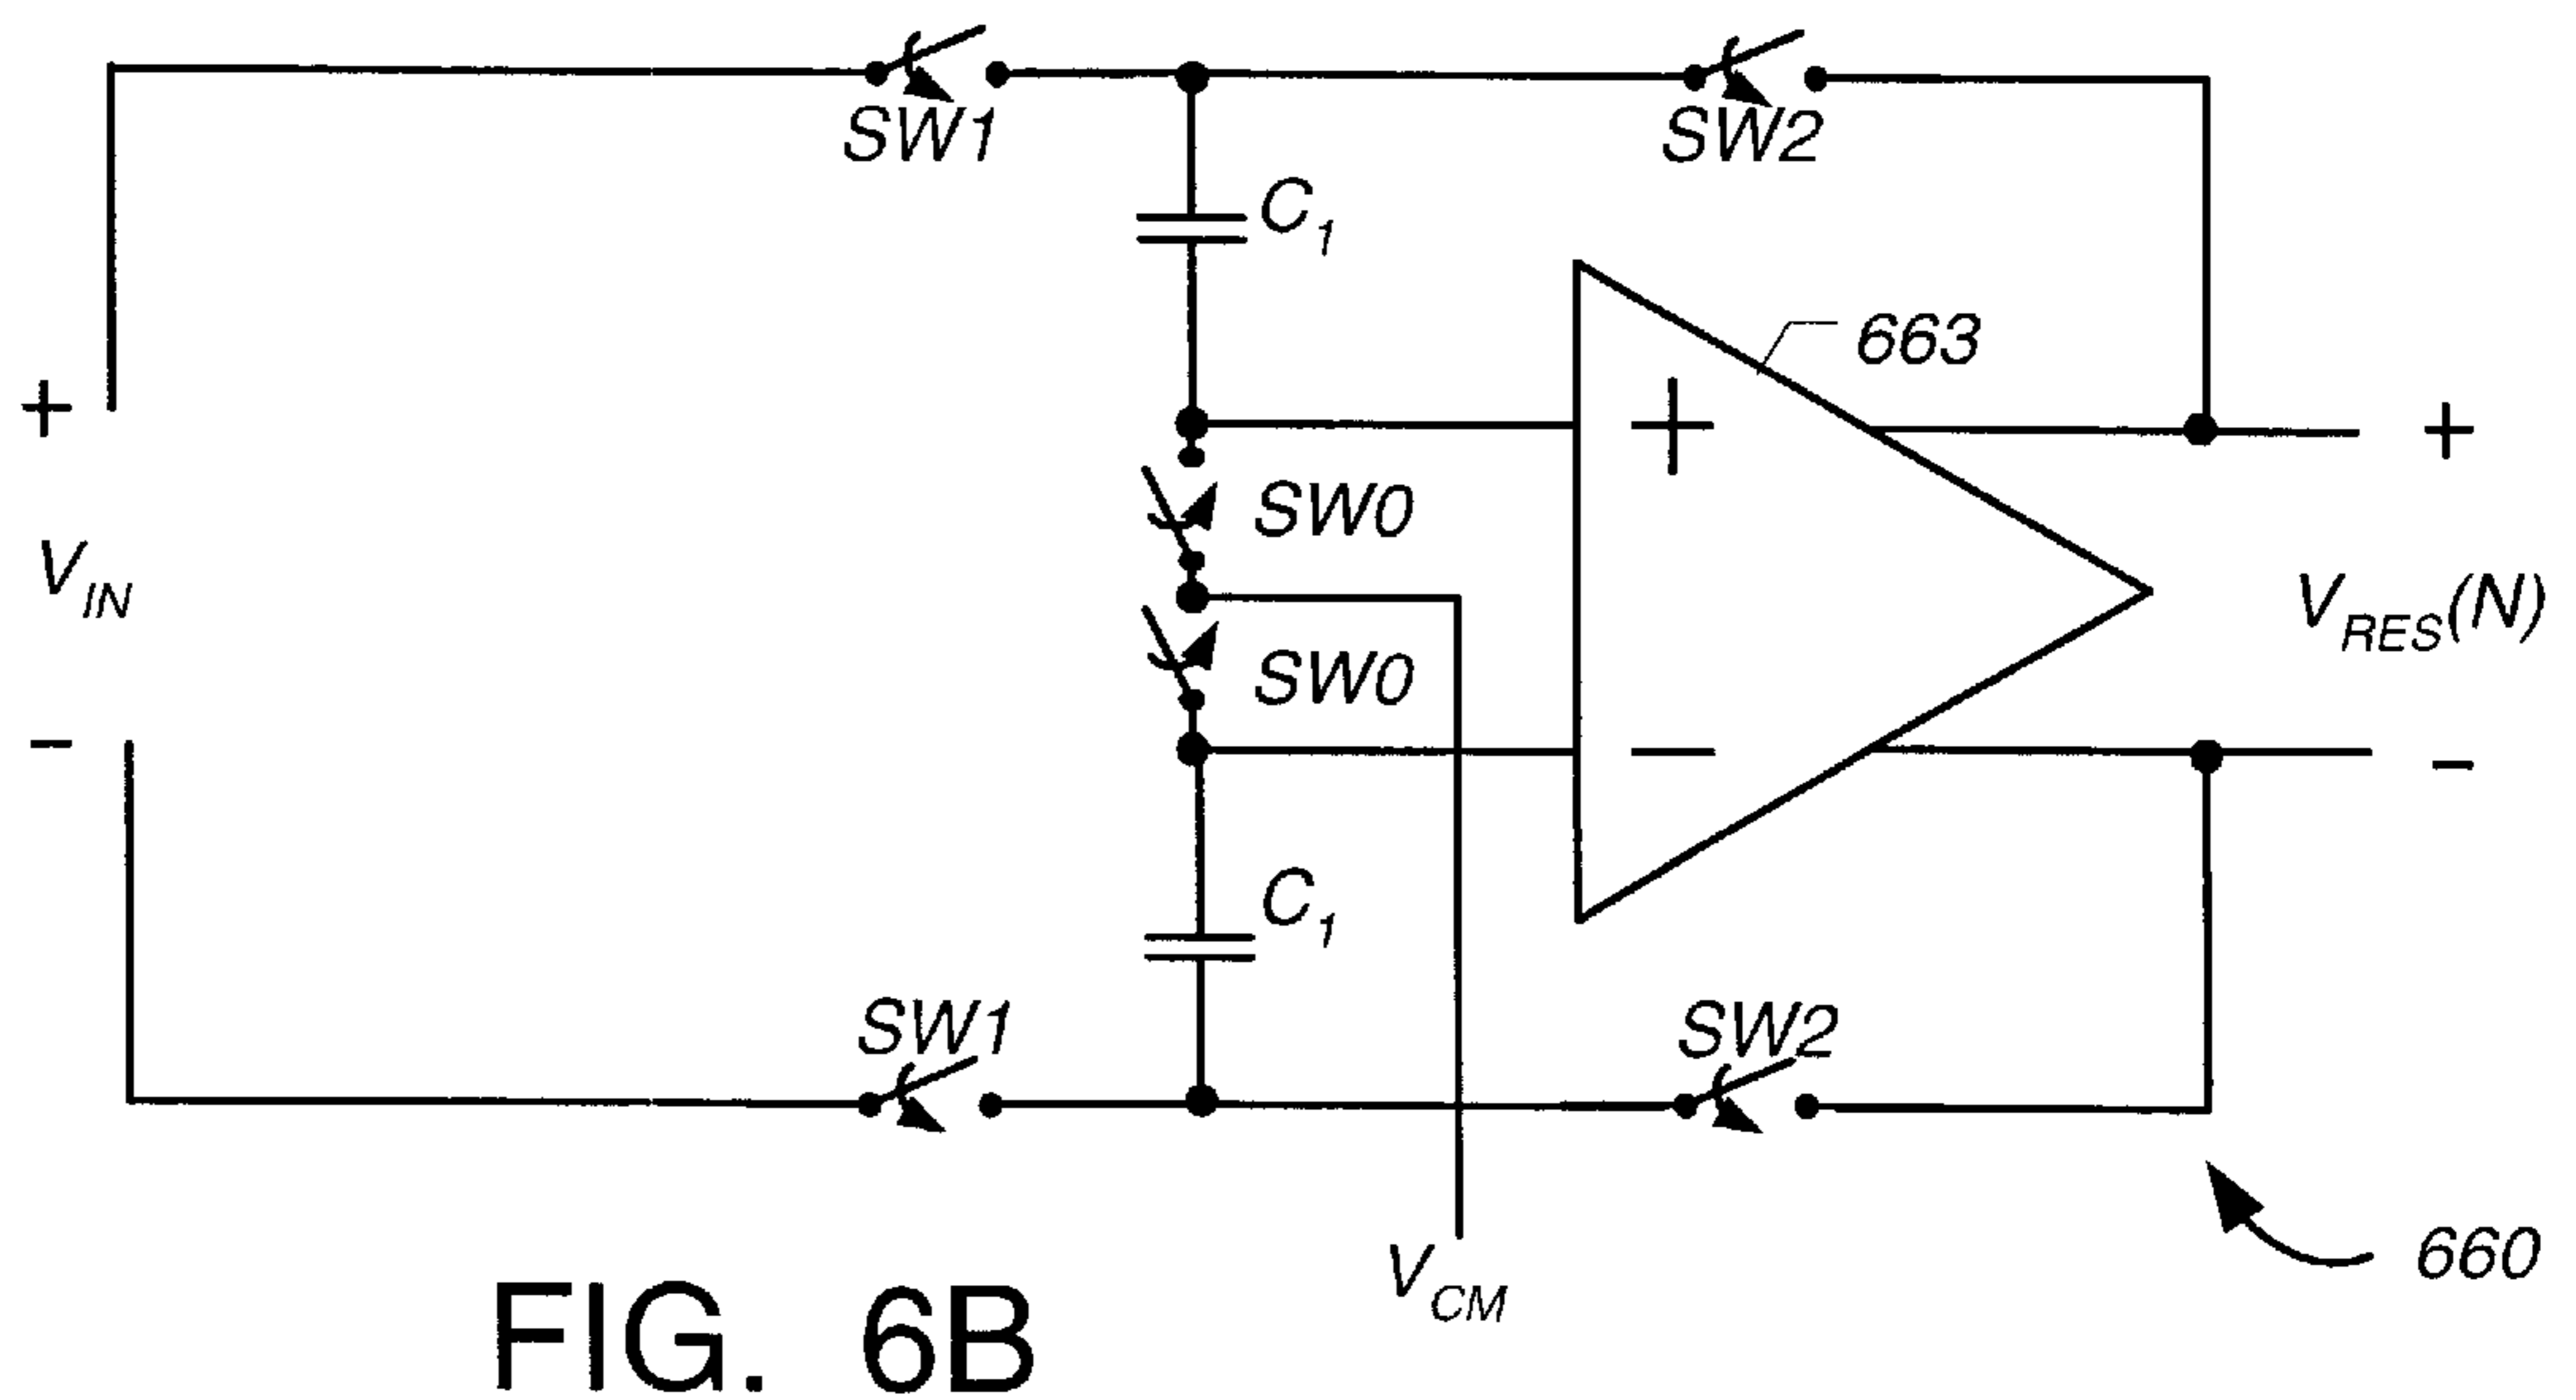 SW1
SW2
C1
663
+
+
+
SW0
VIN
VRES(N)
SW0
−
−
−
C1
SW1
SW2
VCM
660
FIG. 6B